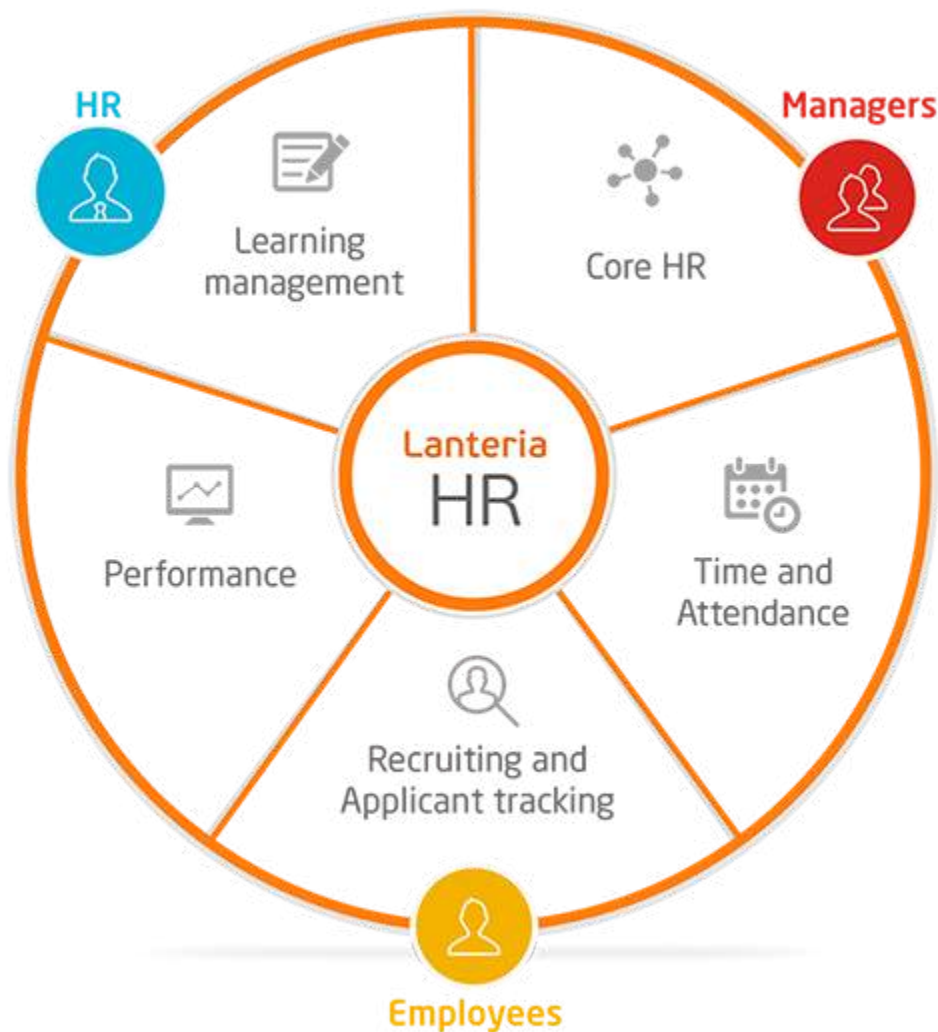 HR
Managers
Learning
management
Core HR
Lanteria
HR
Performance
Time and
Attendance
Recruiting and
Applicant tracking
Employees